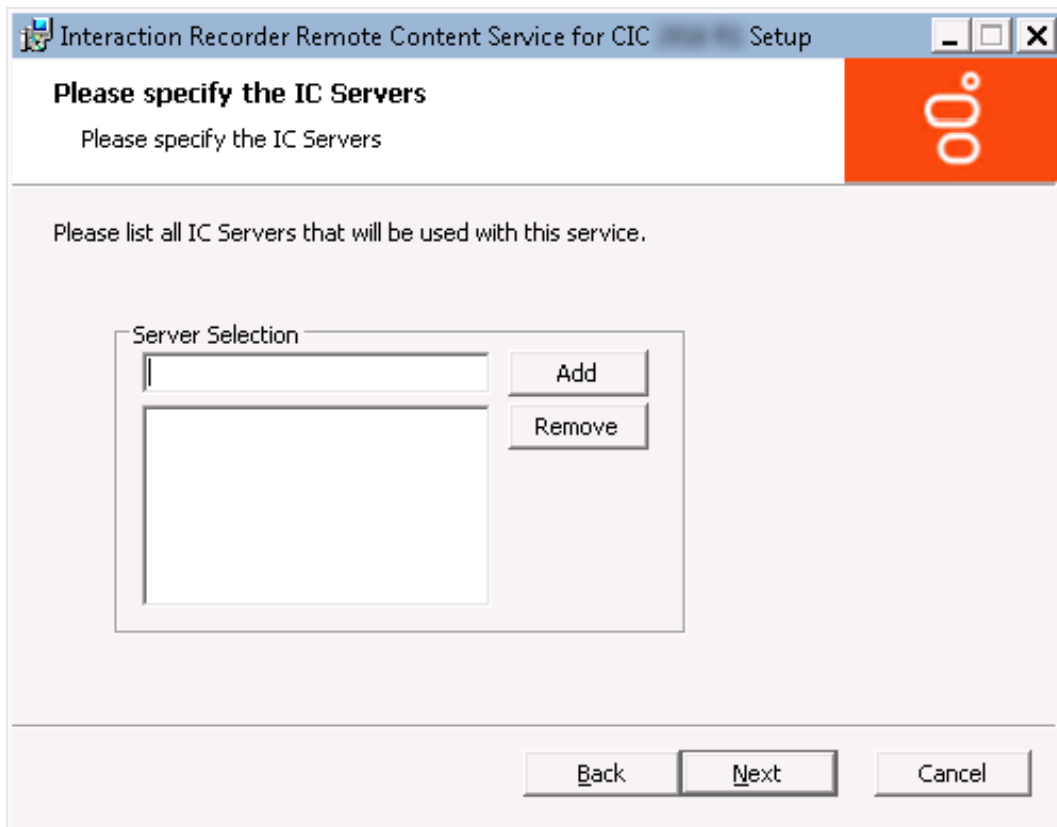 Interaction Recorder Remote Content Service for CIC Setup
Please specify the IC Servers
Please specify the IC Servers
Please list all IC Servers that will be used with this service.
Server Selection
Add
Remove
Back Next Cancel